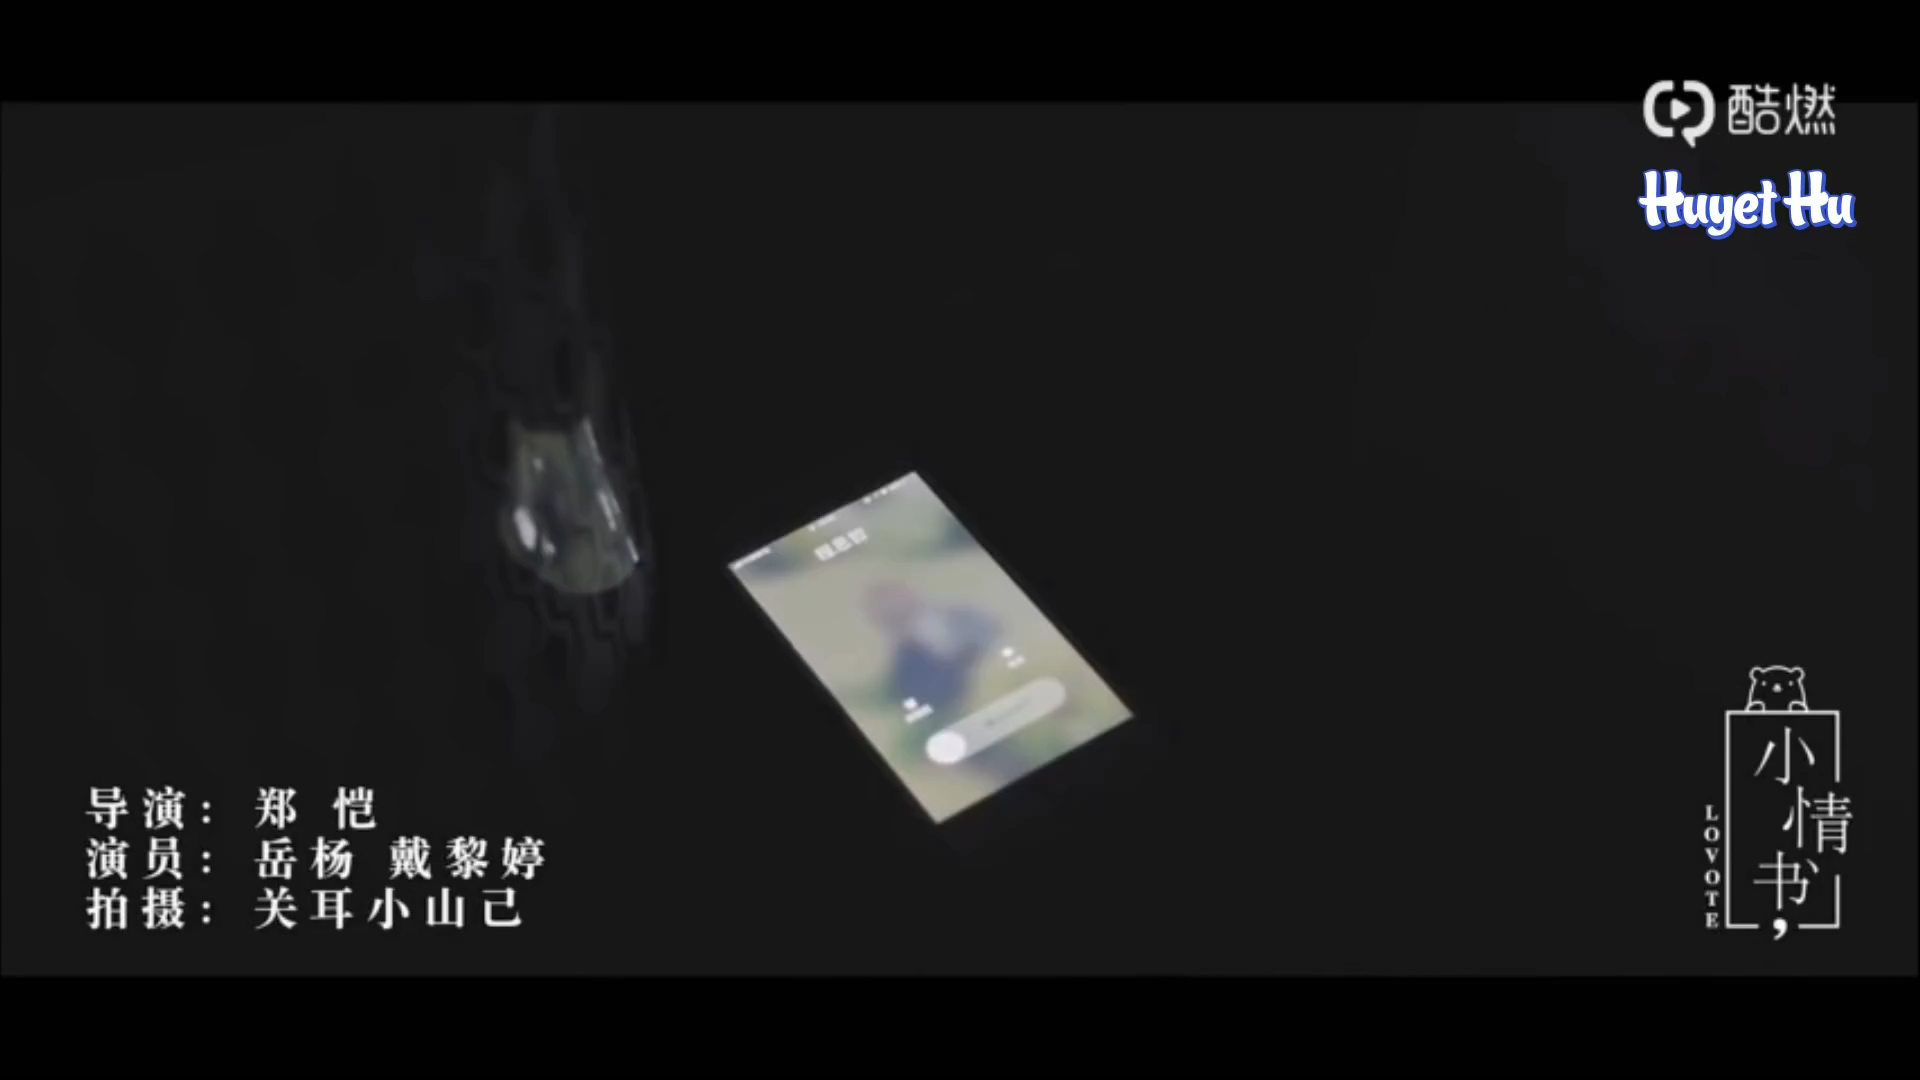 酷燃
Huyet Hu
导演： 郑 恺
演员： 岳杨 戴黎婷
拍摄： 关耳小山己
小情书,
LOVOTE